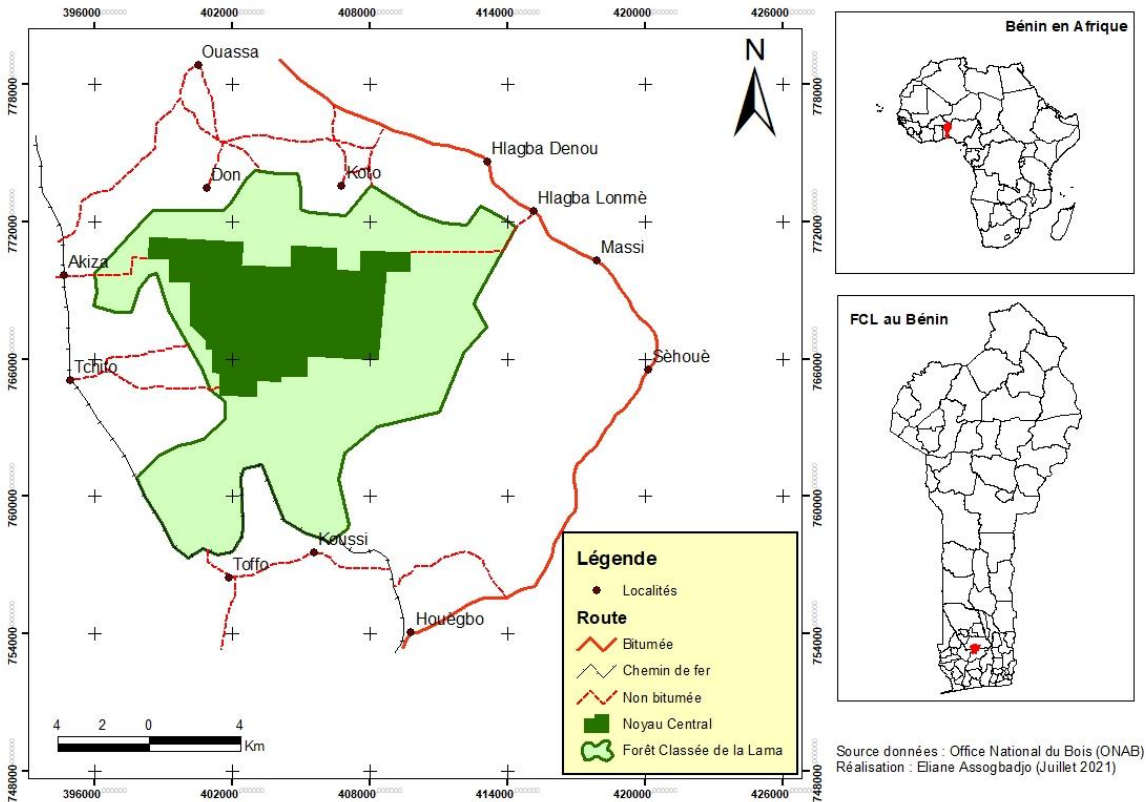 396000 402000 408000 414000 420000 426000
778000
772000
766000
760000
754000
748000
Ouassa
N
Hlagba Denou
Don
Koto
Hlagba Lonmè
Massi
Akiza
Sèhouè
Tchito
Koussi
Toffo
Houègbo
4 2 0 4
Km
Légende
Localités
Route
Bitumée
Chemin de fer
Non bitumée
Noyau Central
Forêt Classée de la Lama
778000
772000
766000
760000
754000
748000
396000 402000 408000 414000 420000 426000
Bénin en Afrique
FCL au Bénin
Source données : Office National du Bois (ONAB)
Réalisation : Eliane Assogbadjo (Juillet 2021)